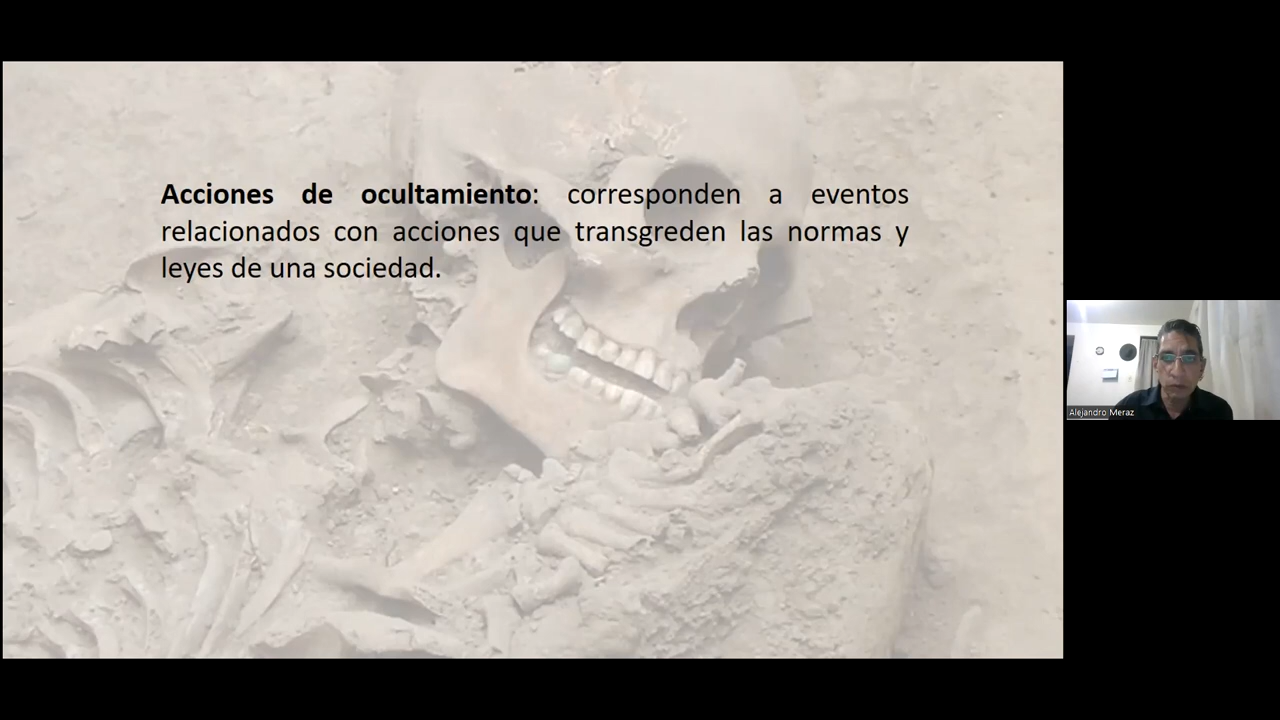 Acciones de ocultamiento: corresponden a eventos
relacionados con acciones que transgreden las normas y
leyes de una sociedad.
Alejandro Meraz